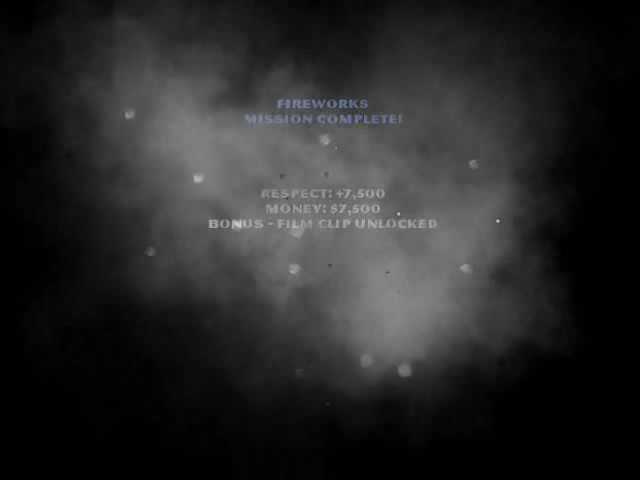 FIREWORKS
MISSION COMPLETE!
RESPECT: +7,500
MONEY: $7,500
BONUS - FILM CLIP UNLOCKED